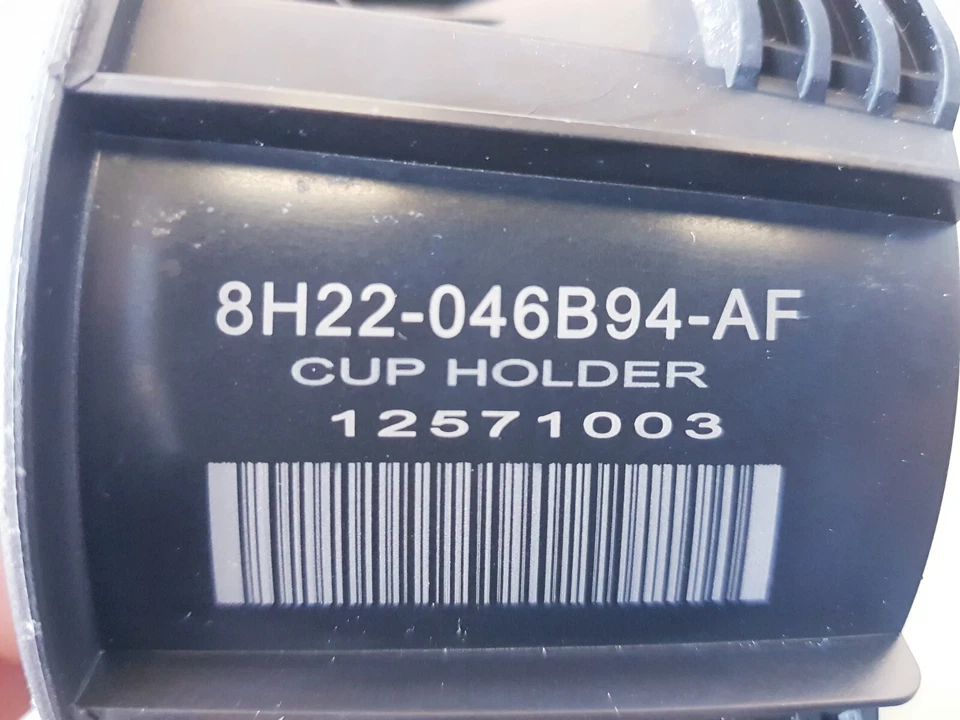 8H22-046B94-AF
CUP HOLDER
12571003